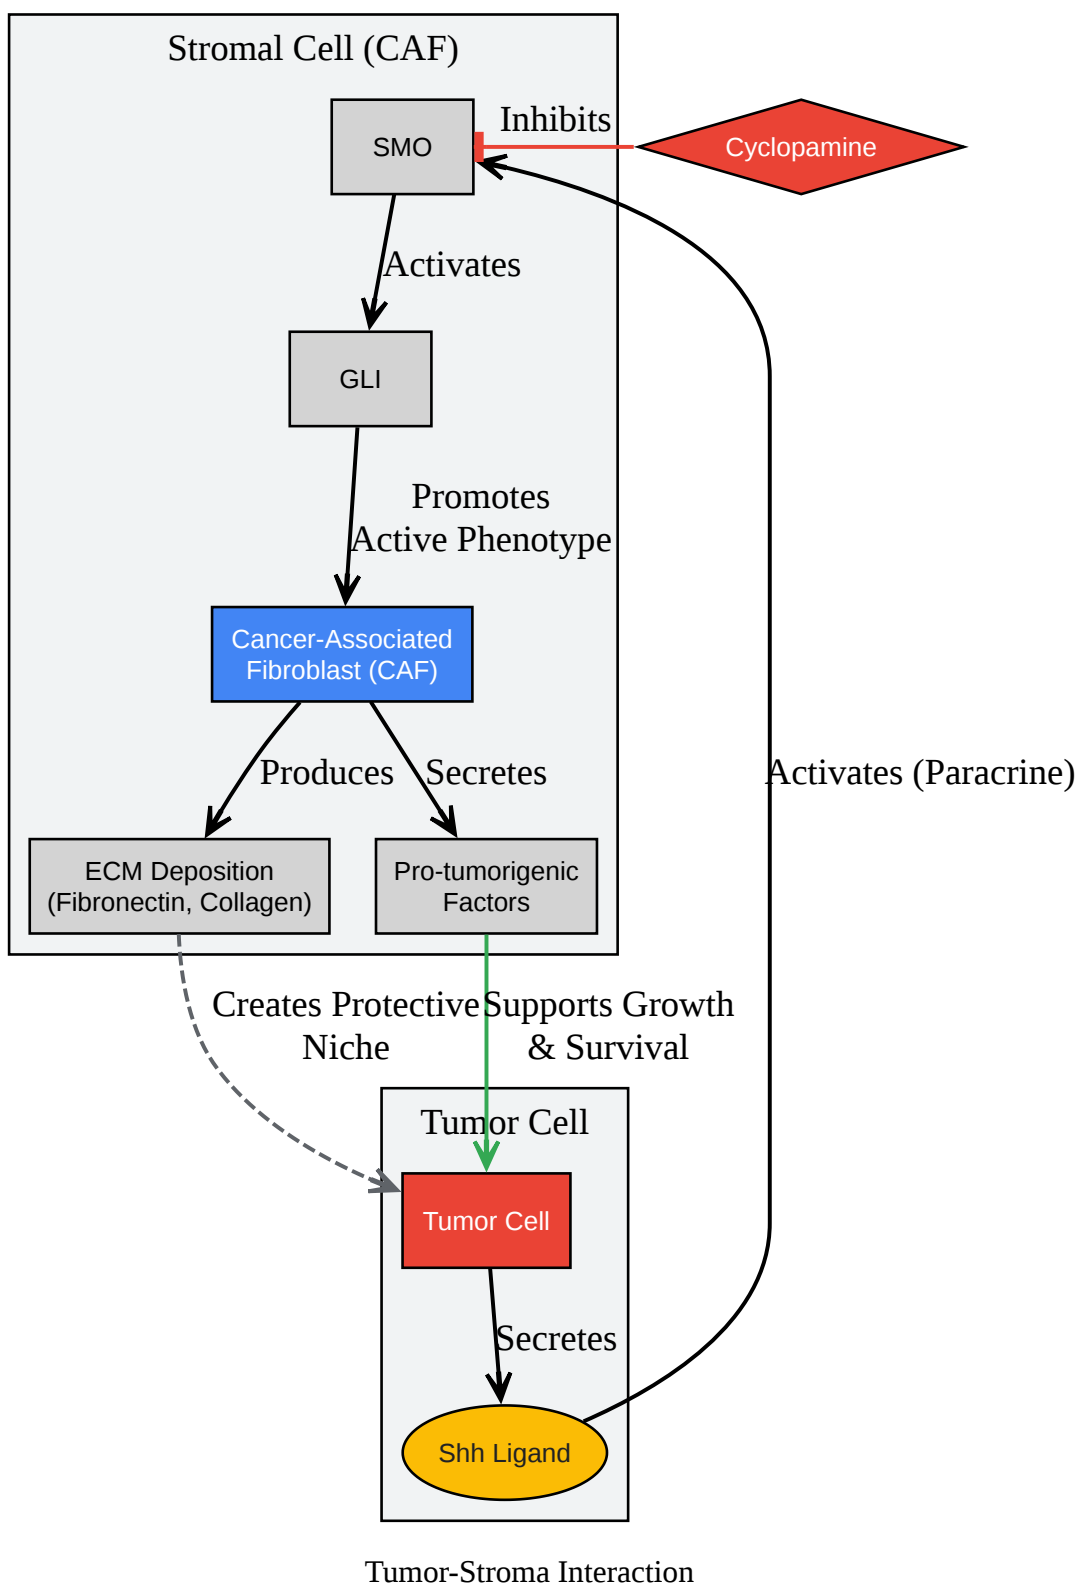 Stromal Cell (CAF)
SMO
Inhibits
Cyclopamine
Activates
GLI
Promotes
Active Phenotype
Cancer-Associated
Fibroblast (CAF)
Produces
Secretes
Activates (Paracrine)
ECM Deposition
(Fibronectin, Collagen)
Pro-tumorigenic
Factors
Creates Protective
Niche
Supports Growth
& Survival
Tumor Cell
Tumor Cell
Secretes
Shh Ligand
Tumor-Stroma Interaction